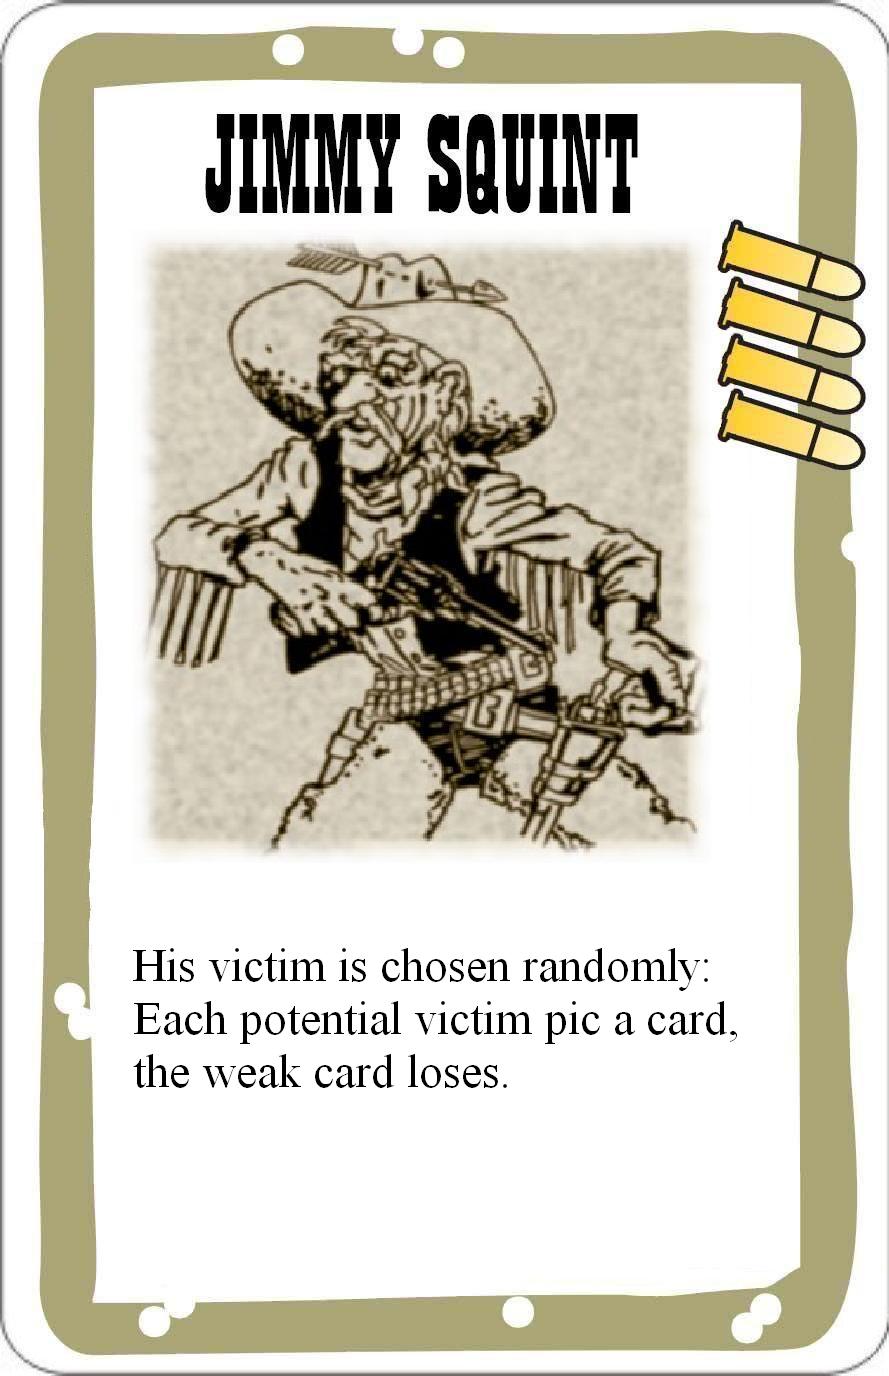 JIMMY SQUINT
His victim is chosen randomly:
Each potential victim pic a card,
the weak card loses.